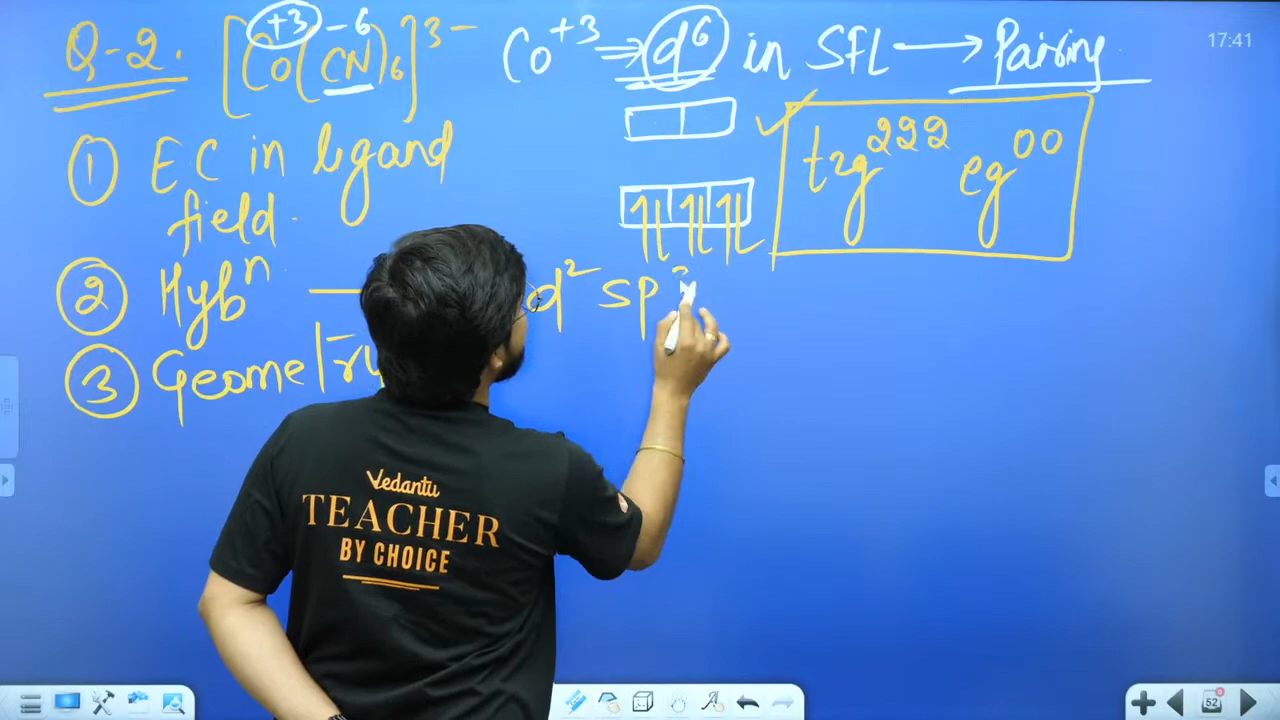 Q-2. [Co(CN)6]3- Co+3 ⇒ d6 in SFL → Pairing
+3 -6
17:41
t2g222 eg00
① EC in ligand
field.
② Hybn — d2sp3
③ Geometry
Vedantu
TEACHER
BY CHOICE
52